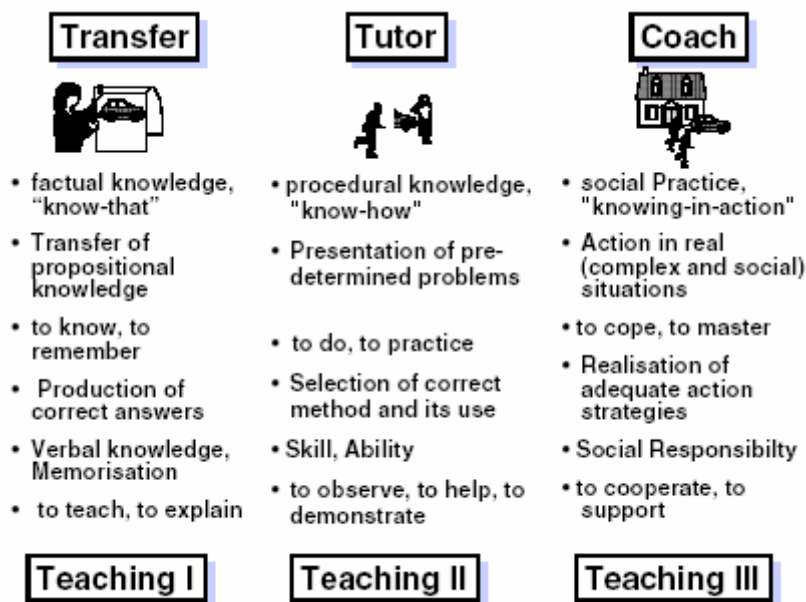 Transfer
• factual knowledge,
“know-that”
• Transfer of
propositional
knowledge
• to know, to
remember
• Production of
correct answers
• Verbal knowledge,
Memorisation
• to teach, to explain
Teaching I
Tutor
• procedural knowledge,
"know-how"
• Presentation of pre-
determined problems
• to do, to practice
• Selection of correct
method and its use
• Skill, Ability
• to observe, to help, to
demonstrate
Teaching II
Coach
• social Practice,
"knowing-in-action"
• Action in real
(complex and social)
situations
• to cope, to master
• Realisation of
adequate action
strategies
• Social Responsibilty
• to cooperate, to
support
Teaching III